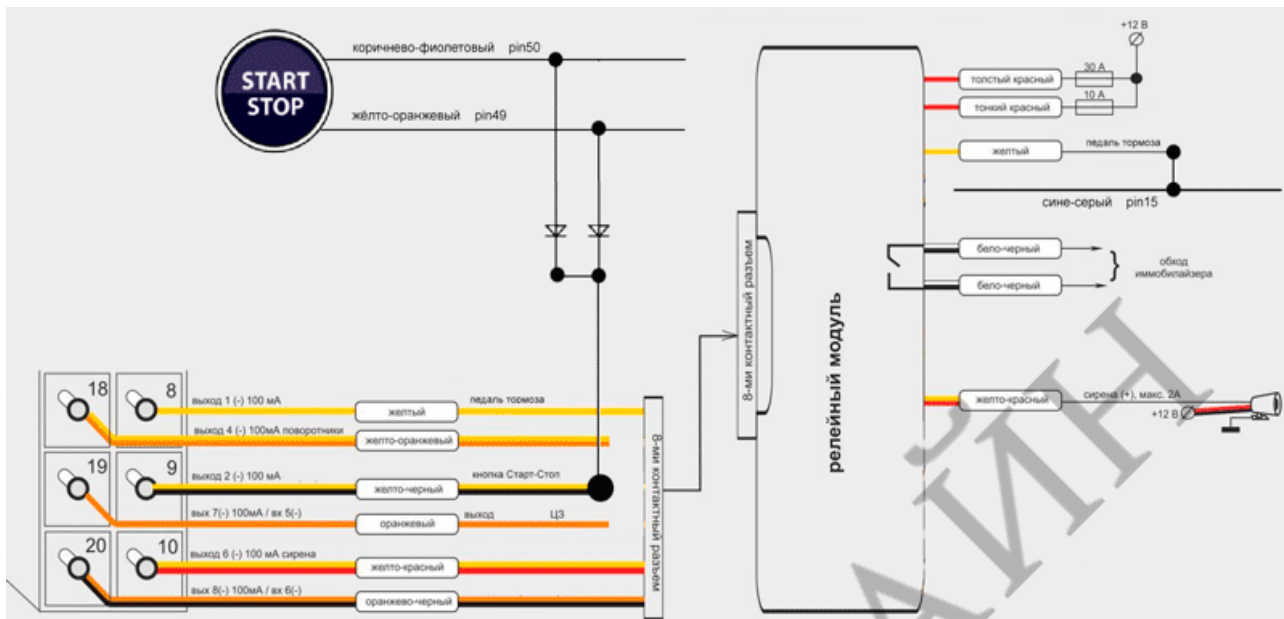 START
STOP
коричнево-фиолетовый pin50
жёлто-оранжевый pin49
+12 В
толстый красный
30 А
тонкий красный
10 А
желтый
педаль тормоза
сине-серый pin15
бело-черный
бело-черный
обход
иммобилайзера
8-ми контактный разъем
релейный модуль
желто-красный
сирена (+), макс. 2А
+12 В
18
8
выход 1 (-) 100 мА
желтый
педаль тормоза
выход 4 (-) 100мА поворотники
желто-оранжевый
19
9
выход 2 (-) 100 мА
желто-черный
кнопка Старт-Стоп
вых 7(-) 100мА / вх 5(-)
оранжевый
выход ЦЗ
20
10
выход 6 (-) 100 мА сирена
желто-красный
вых 8(-) 100мА / вх 6(-)
оранжево-черный
8-ми контактный разъем
АЙН